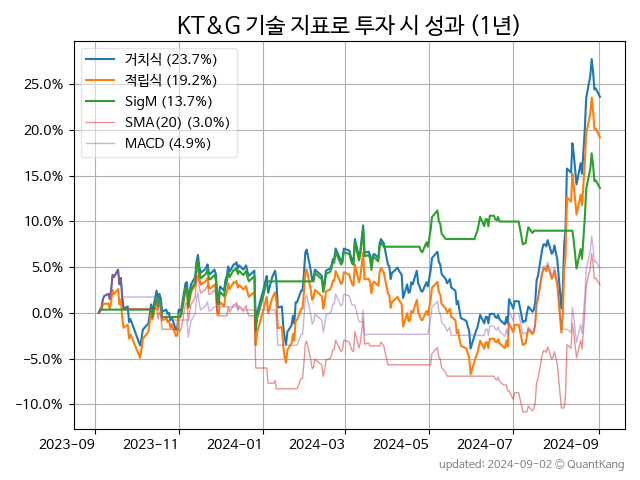 KT&G 기술 지표로 투자 시 성과 (1년)
거치식 (23.7%)
적립식 (19.2%)
SigM (13.7%)
SMA(20) (3.0%)
MACD (4.9%)
25.0%
20.0%
15.0%
10.0%
5.0%
0.0%
-5.0%
-10.0%
2023-09 2023-11 2024-01 2024-03 2024-05 2024-07 2024-09
updated: 2024-09-02 © QuantKang